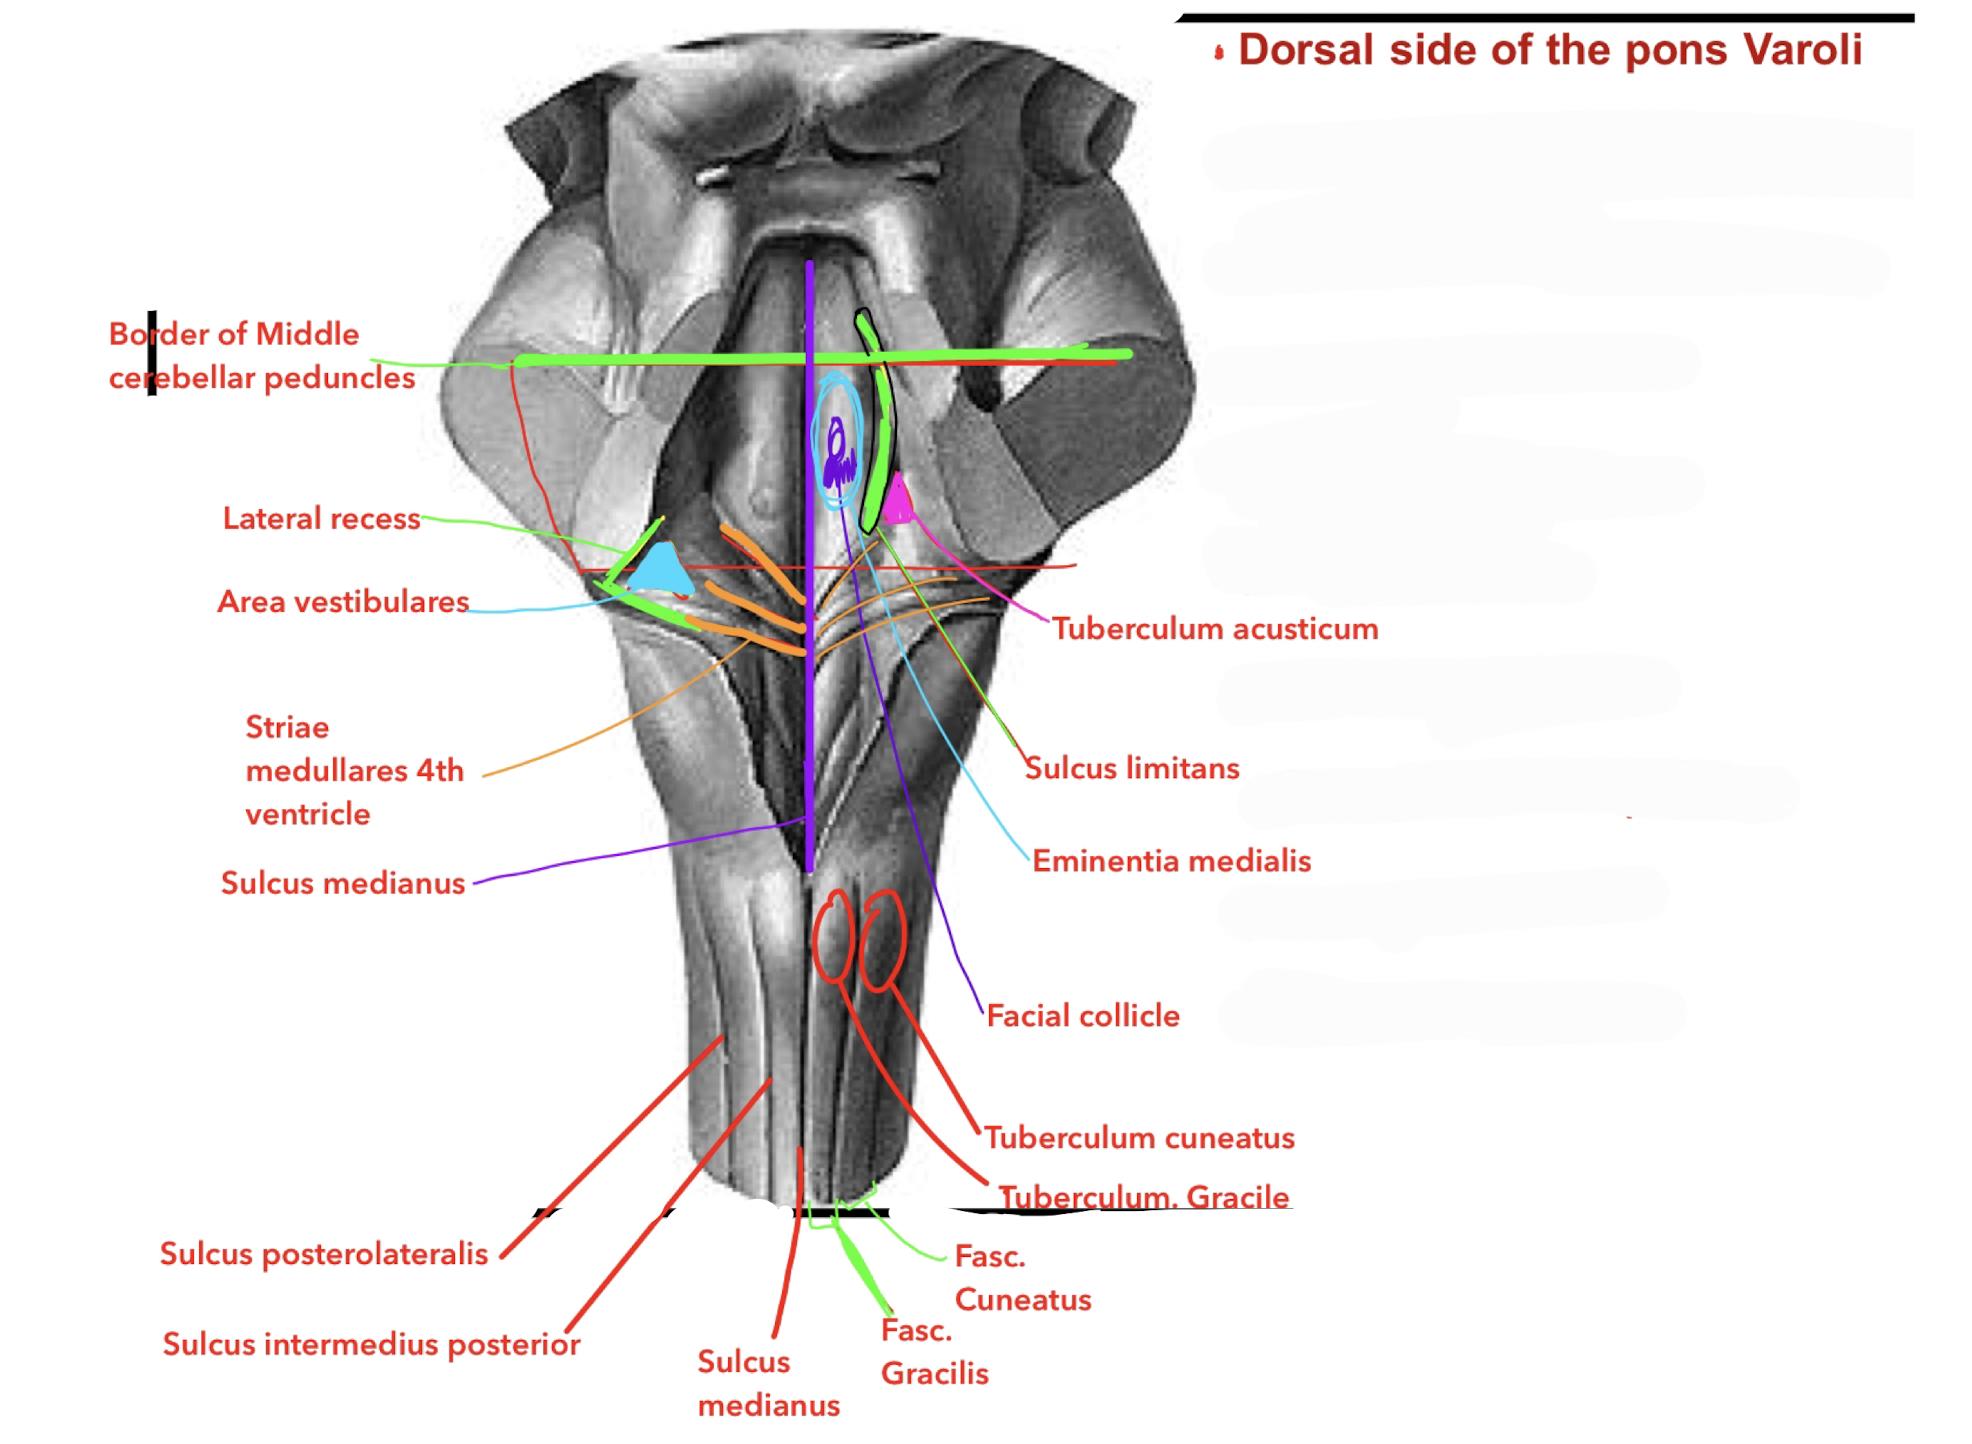 Dorsal side of the pons Varoli
Border of Middle
cerebellar peduncles
Lateral recess
Area vestibulares
Striae
medullares 4th
ventricle
Sulcus medianus
Tuberculum acusticum
Sulcus limitans
Eminentia medialis
Facial collicle
Tuberculum cuneatus
Tuberculum. Gracile
Sulcus posterolateralis
Sulcus intermedius posterior
Sulcus
medianus
Fasc.
Cuneatus
Fasc.
Gracilis